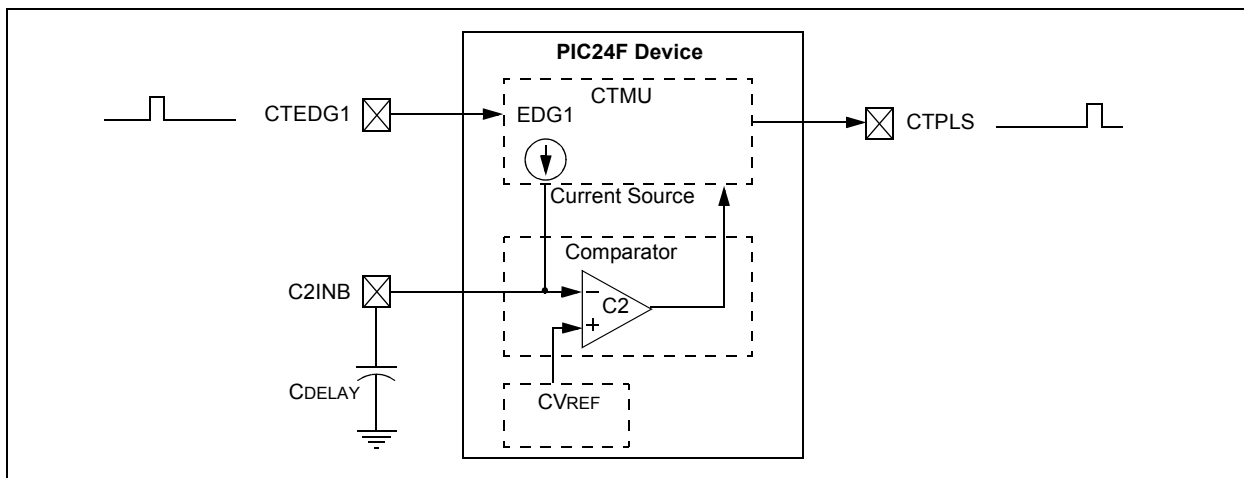 PIC24F Device
CTMU
CTEDG1
EDG1
CTPLS
Current Source
Comparator
C2INB
−
C2
+
CDELAY
CVREF